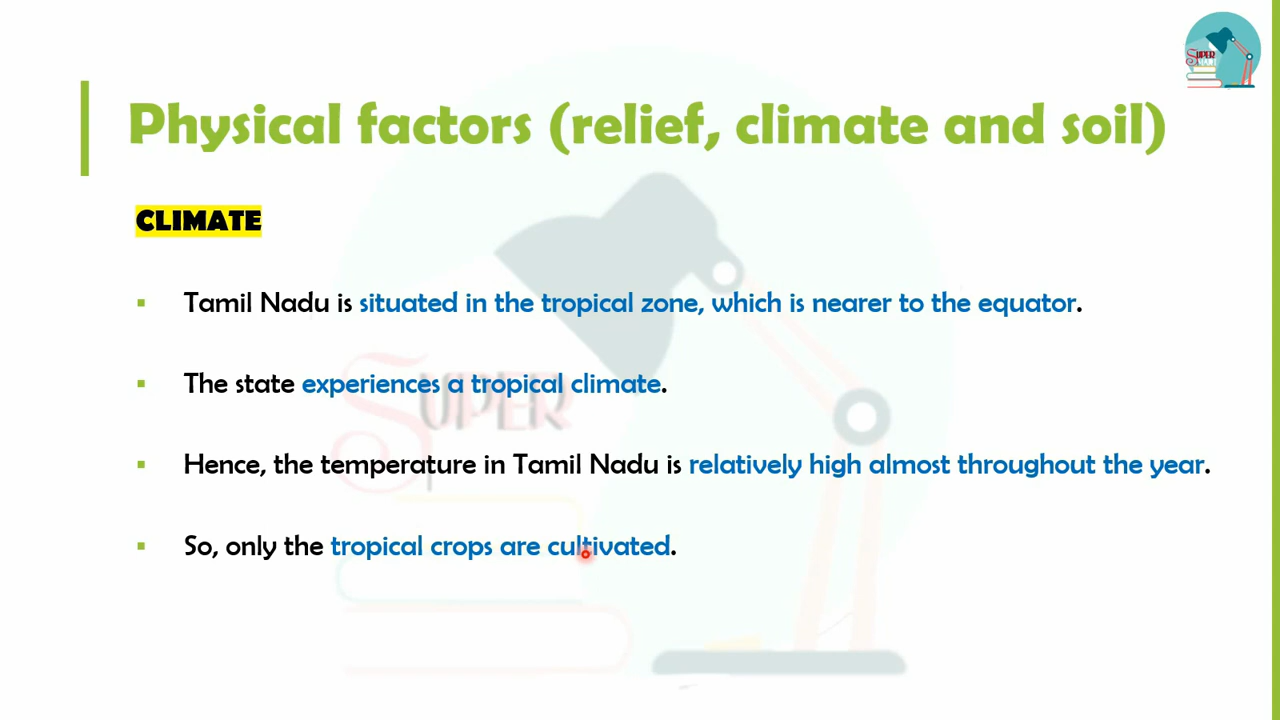 Physical factors (relief, climate and soil)
CLIMATE
▪ Tamil Nadu is situated in the tropical zone, which is nearer to the equator.
▪ The state experiences a tropical climate.
▪ Hence, the temperature in Tamil Nadu is relatively high almost throughout the year.
▪ So, only the tropical crops are cultivated.
SUPER